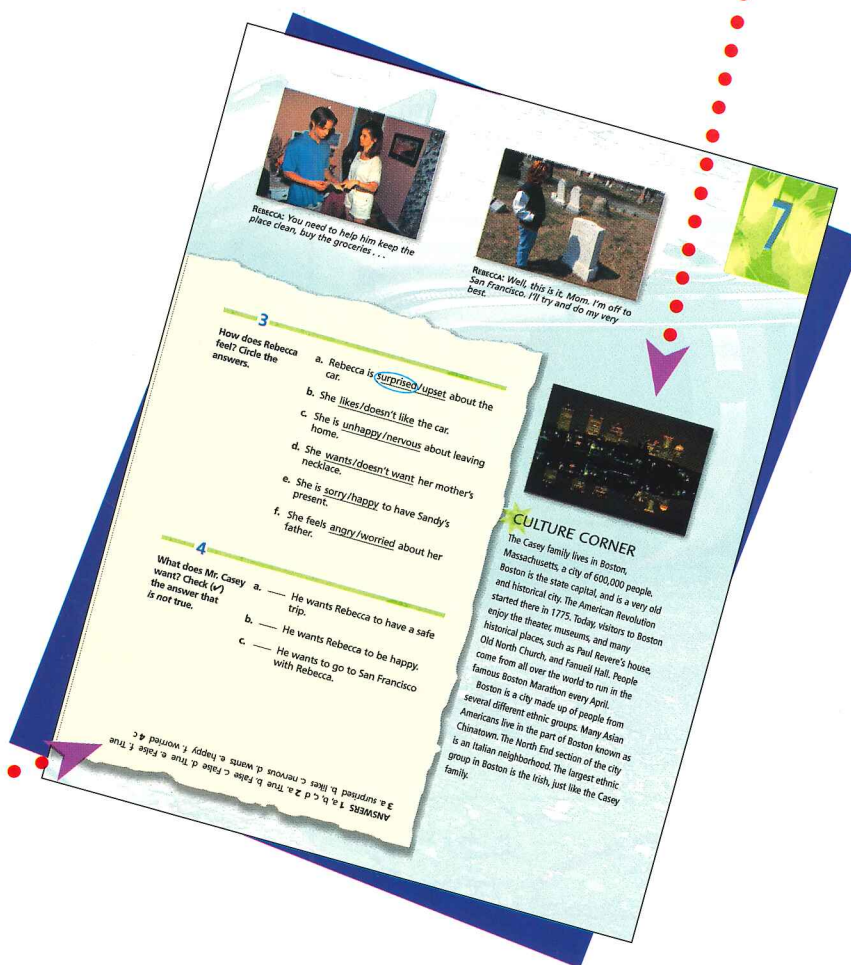 7
REBECCA: You need to help him keep the
place clean, buy the groceries . . .
REBECCA: Well, this is it, Mom. I'm off to
San Francisco. I'll try and do my very
best.
3
How does Rebecca
feel? Circle the
answers.
a. Rebecca is surprised/upset about the
car.
b. She likes/doesn't like the car.
c. She is unhappy/nervous about leaving
home.
d. She wants/doesn't want her mother's
necklace.
e. She is sorry/happy to have Sandy's
present.
f. She feels angry/worried about her
father.
4
What does Mr. Casey
want? Check (✔)
the answer that
is not true.
a. ___ He wants Rebecca to have a safe
trip.
b. ___ He wants Rebecca to be happy.
c. ___ He wants to go to San Francisco
with Rebecca.
ANSWERS 1 a, b, c, d 2 a. True b. False c. False d. True e. False f. True
3 a. surprised b. likes c. nervous d. wants e. happy f. worried 4 c
CULTURE CORNER
The Casey family lives in Boston,
Massachusetts, a city of 600,000 people.
Boston is the state capital, and is a very old
and historical city. The American Revolution
started there in 1775. Today, visitors to Boston
enjoy the theater, museums, and many
historical places, such as Paul Revere's house,
Old North Church, and Fanueil Hall. People
come from all over the world to run in the
famous Boston Marathon every April.
Boston is a city made up of people from
several different ethnic groups. Many Asian
Americans live in the part of Boston known as
Chinatown. The North End section of the city
is an Italian neighborhood. The largest ethnic
group in Boston is the Irish, just like the Casey
family.